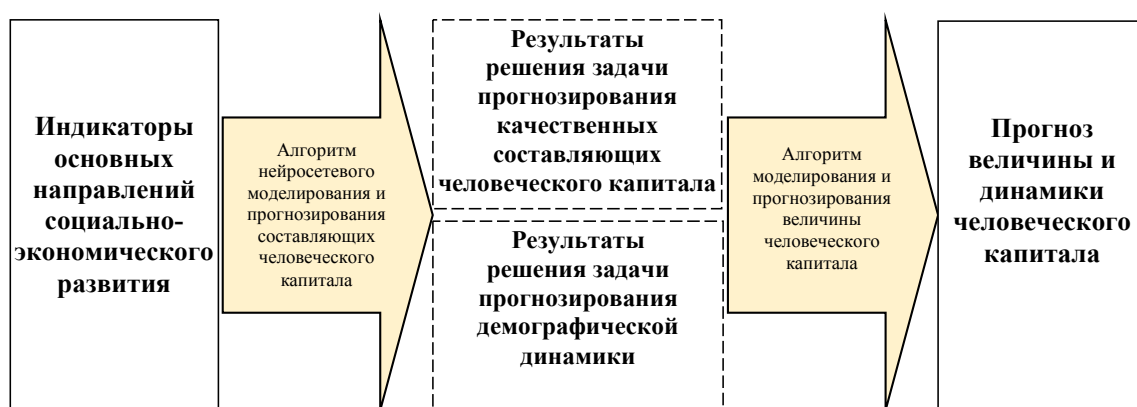 Индикаторы
основных
направлений
социально-
экономического
развития
Алгоритм
нейросетевого
моделирования и
прогнозирования
составляющих
человеческого
капитала
Результаты
решения задачи
прогнозирования
качественных
составляющих
человеческого капитала
Результаты
решения задачи
прогнозирования
демографической
динамики
Алгоритм
моделирования и
прогнозирования
величины
человеческого
капитала
Прогноз
величины и
динамики
человеческого
капитала